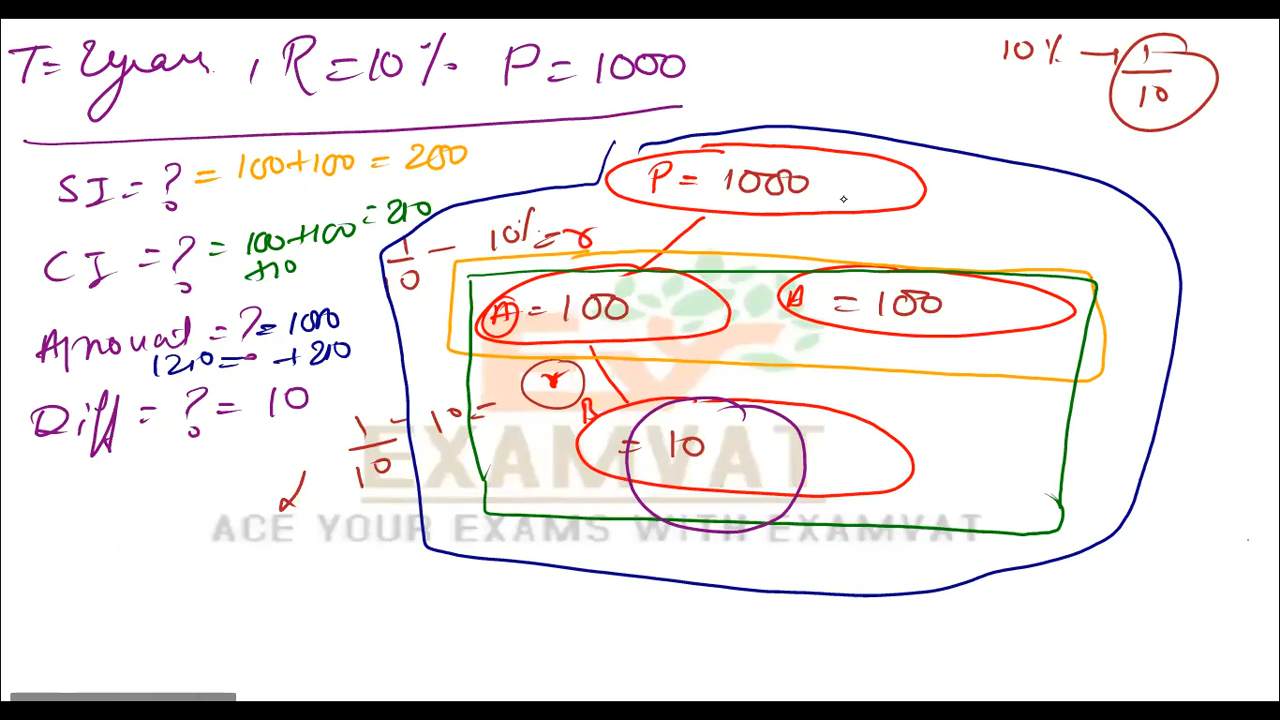 T = 2 years , R = 10% . P = 1000
10% → 1/10
SI = ? = 100+100 = 200
P = 1000
CI = ? = 100+100 = 210
+10
1/10 - 10% = r
A = 100
A = 100
Amount = ? = 1000
1210 = + 210
r
Diff = ? = 10
1/10 - 10 =
B
= 10
EXAMVAT
ACE YOUR EXAMS WITH EXAMVAT